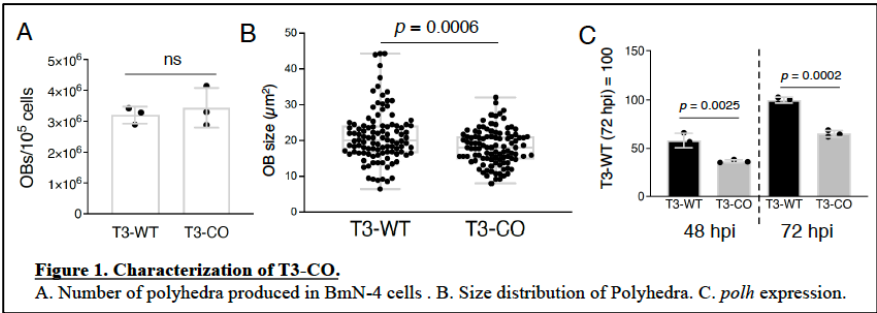 A
B
C
OBs/10⁵ cells
5×10⁶
4×10⁶
3×10⁶
2×10⁶
1×10⁶
0
ns
T3-WT
T3-CO
OB size (μm²)
50
40
30
20
10
0
p = 0.0006
T3-WT
T3-CO
T3-WT (72 hpi) = 100
150
100
50
0
p = 0.0025
p = 0.0002
T3-WT
T3-CO
T3-WT
T3-CO
48 hpi
72 hpi
Figure 1. Characterization of T3-CO.
A. Number of polyhedra produced in BmN-4 cells . B. Size distribution of Polyhedra. C. polh expression.